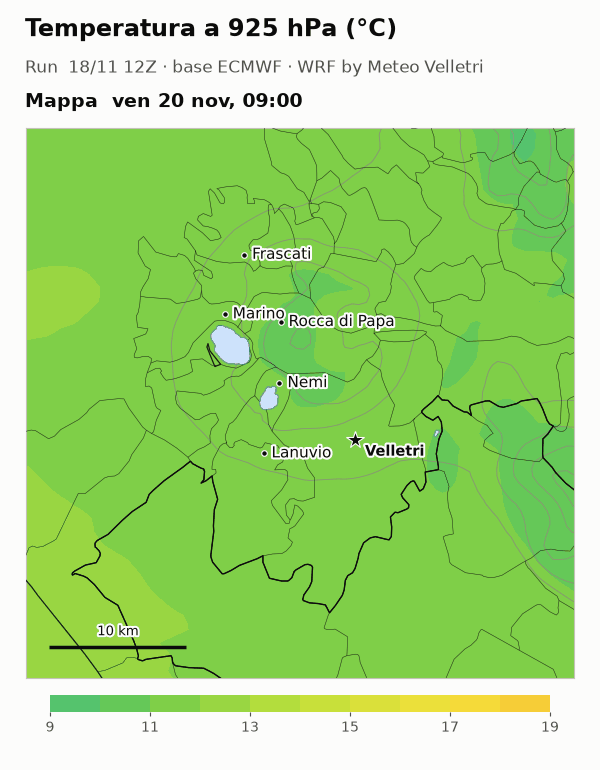 Temperatura a 925 hPa (°C)
Run  18/11 12Z · base ECMWF · WRF by Meteo Velletri
Mappa  ven 20 nov, 09:00
Frascati
Marino
Rocca di Papa
Nemi
Velletri
Lanuvio
10 km
9 11 13 15 17 19